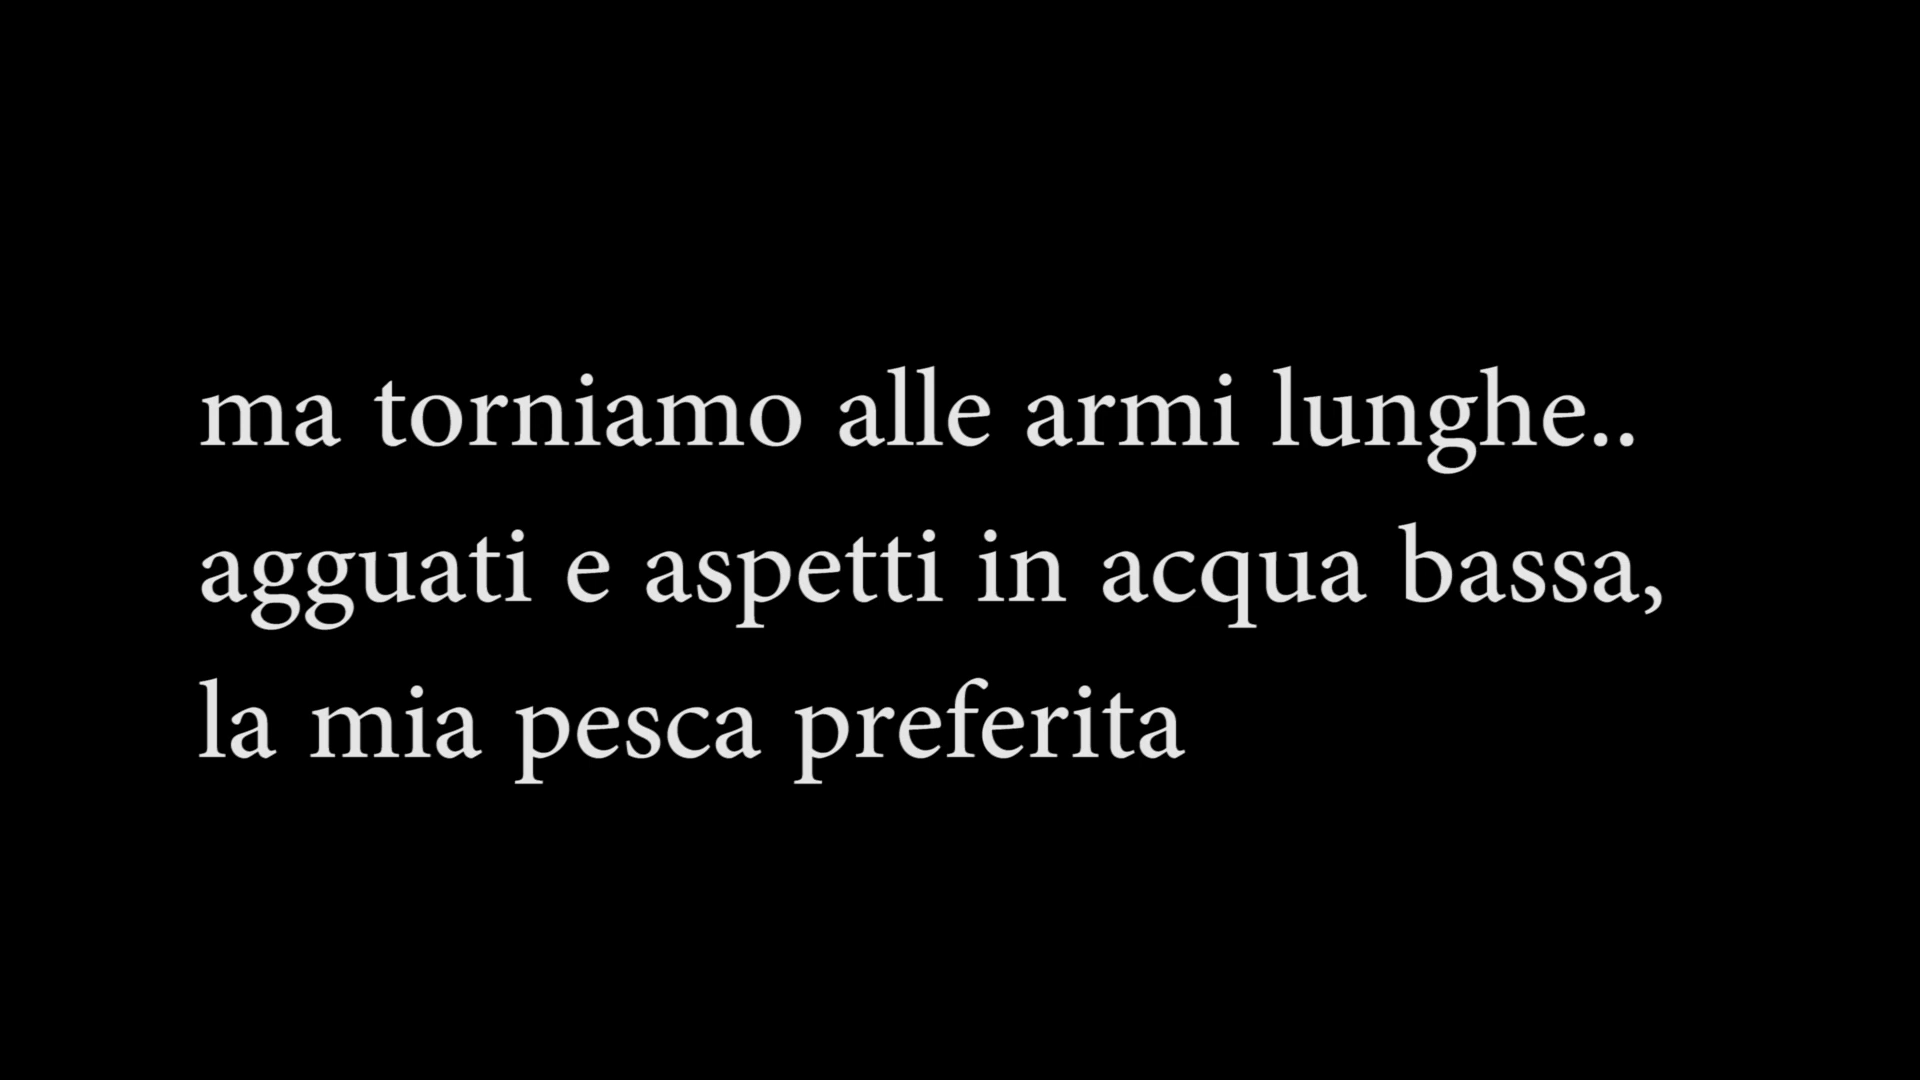 ma torniamo alle armi lunghe..
agguati e aspetti in acqua bassa,
la mia pesca preferita